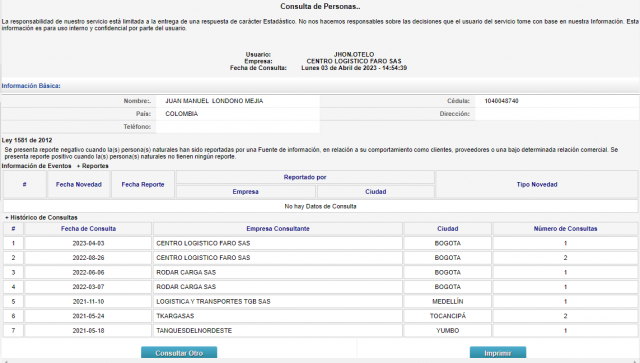 Consulta de Personas..
La responsabilidad de nuestro servicio está limitada a la entrega de una respuesta de carácter Estadástico. No nos hacemos responsables sobre las decisiones que el usuario del servicio tome con base en nuestra Información. Esta
información es para uso interno y confidencial por parte del usuario.
Usuario: JHON.OTELO
Empresa: CENTRO LOGISTICO FARO SAS
Fecha de Consulta: Lunes 03 de Abril de 2023 - 14:54:39
Información Básica:
Nombre:. JUAN MANUEL LONDONO MEJIA Cédula: 1040048740
País: COLOMBIA Dirección:
Teléfono:
Ley 1581 de 2012
Se presenta reporte negativo cuando la(s) persona(s) naturales han sido reportadas por una Fuente de información, en relación a su comportamiento como clientes, proveedores o una bajo determinada relación comercial. Se
presenta reporte positivo cuando la(s) persona(s) naturales no tienen ningún reporte.
Información de Eventos + Reportes
# Fecha Novedad Fecha Reporte Reportado por Tipo Novedad
Empresa Ciudad
No hay Datos de Consulta
+ Histórico de Consultas
# Fecha de Consulta Empresa Consultante Ciudad Número de Consultas
1 2023-04-03 CENTRO LOGISTICO FARO SAS BOGOTA 1
2 2022-08-26 CENTRO LOGISTICO FARO SAS BOGOTA 2
3 2022-06-06 RODAR CARGA SAS BOGOTA 1
4 2022-03-07 RODAR CARGA SAS BOGOTA 1
5 2021-11-10 LOGISTICA Y TRANSPORTES TGB SAS MEDELLÍN 1
6 2021-05-24 TKARGASAS TOCANCIPÁ 2
7 2021-05-18 TANQUESDELNORDESTE YUMBO 1
Consultar Otro Imprimir